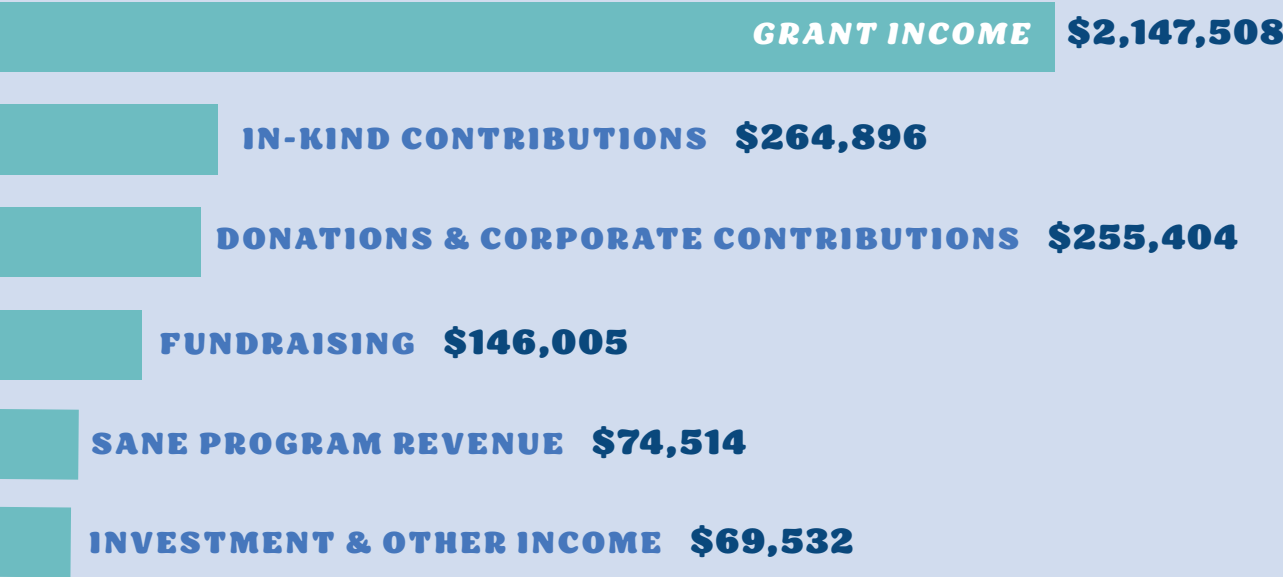 GRANT INCOME $2,147,508
IN-KIND CONTRIBUTIONS $264,896
DONATIONS & CORPORATE CONTRIBUTIONS $255,404
FUNDRAISING $146,005
SANE PROGRAM REVENUE $74,514
INVESTMENT & OTHER INCOME $69,532